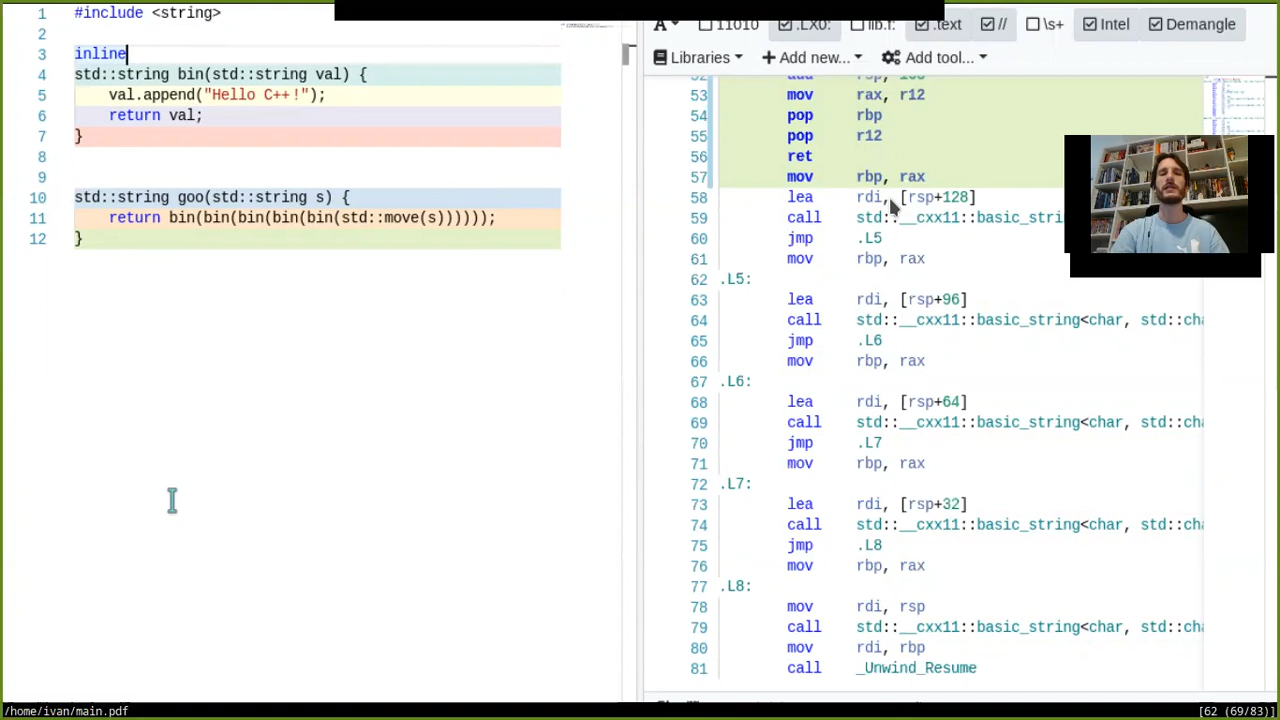 1 #include <string>
2
3 inline
4 std::string bin(std::string val) {
5 val.append("Hello C++!");
6 return val;
7 }
8
9
10 std::string goo(std::string s) {
11 return bin(bin(bin(bin(bin(std::move(s))))));
12 }
A 11010 .LX0: lib.f: .text // \s+ Intel Demangle
Libraries Add new... Add tool...
52 add rsp, 168
53 mov rax, r12
54 pop rbp
55 pop r12
56 ret
57 mov rbp, rax
58 lea rdi, [rsp+128]
59 call std::__cxx11::basic_stri
60 jmp .L5
61 mov rbp, rax
62 .L5:
63 lea rdi, [rsp+96]
64 call std::__cxx11::basic_string<char, std::cha
65 jmp .L6
66 mov rbp, rax
67 .L6:
68 lea rdi, [rsp+64]
69 call std::__cxx11::basic_string<char, std::cha
70 jmp .L7
71 mov rbp, rax
72 .L7:
73 lea rdi, [rsp+32]
74 call std::__cxx11::basic_string<char, std::cha
75 jmp .L8
76 mov rbp, rax
77 .L8:
78 mov rdi, rsp
79 call std::__cxx11::basic_string<char, std::cha
80 mov rdi, rbp
81 call _Unwind_Resume
/home/ivan/main.pdf [62 (69/83)]